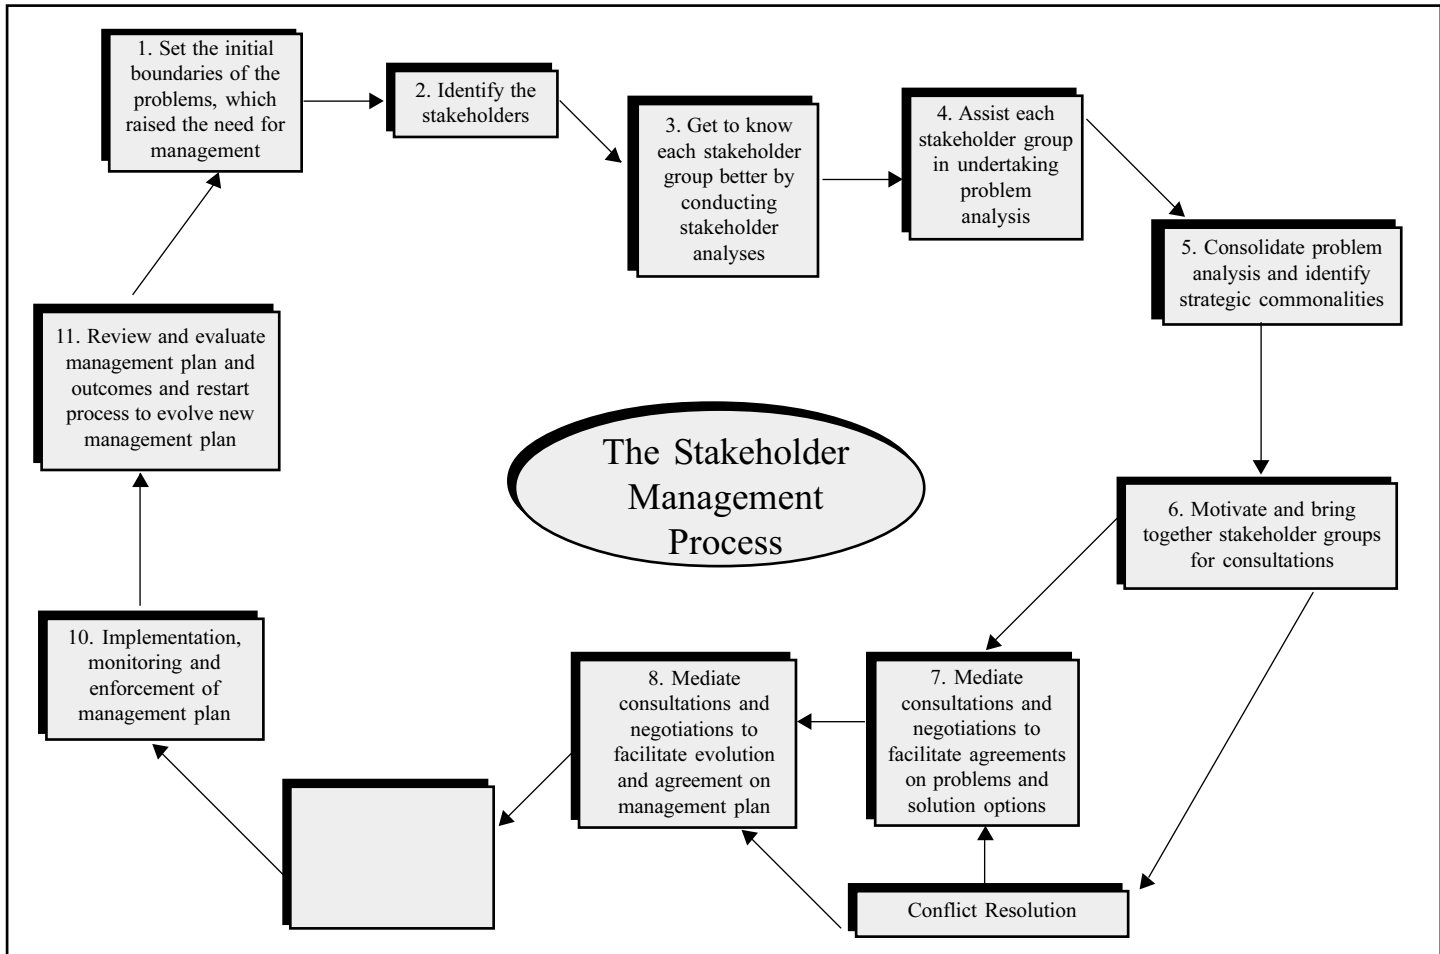 1. Set the initial
boundaries of the
problems, which
raised the need for
management
2. Identify the
stakeholders
3. Get to know
each stakeholder
group better by
conducting
stakeholder
analyses
4. Assist each
stakeholder group
in undertaking
problem
analysis
5. Consolidate problem
analysis and identify
strategic commonalities
6. Motivate and bring
together stakeholder groups
for consultations
7. Mediate
consultations and
negotiations to
facilitate agreements
on problems and
solution options
Conflict Resolution
8. Mediate
consultations and
negotiations to
facilitate evolution
and agreement on
management plan
10. Implementation,
monitoring and
enforcement of
management plan
11. Review and evaluate
management plan and
outcomes and restart
process to evolve new
management plan
The Stakeholder
Management
Process